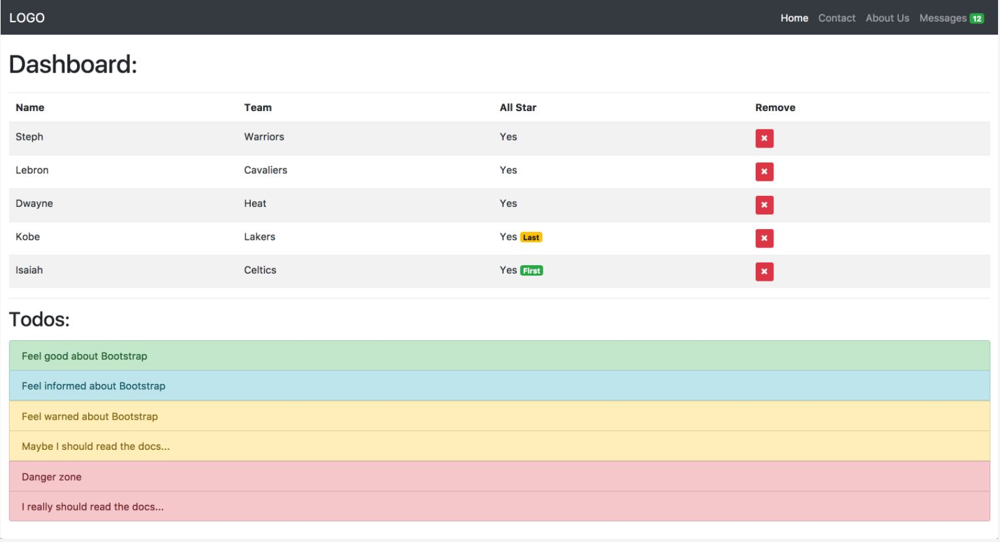 LOGO Home Contact About Us Messages 12
Dashboard:
Name Team All Star Remove
Steph Warriors Yes
Lebron Cavaliers Yes
Dwayne Heat Yes
Kobe Lakers Yes Last
Isaiah Celtics Yes First
Todos:
Feel good about Bootstrap
Feel informed about Bootstrap
Feel warned about Bootstrap
Maybe I should read the docs...
Danger zone
I really should read the docs...